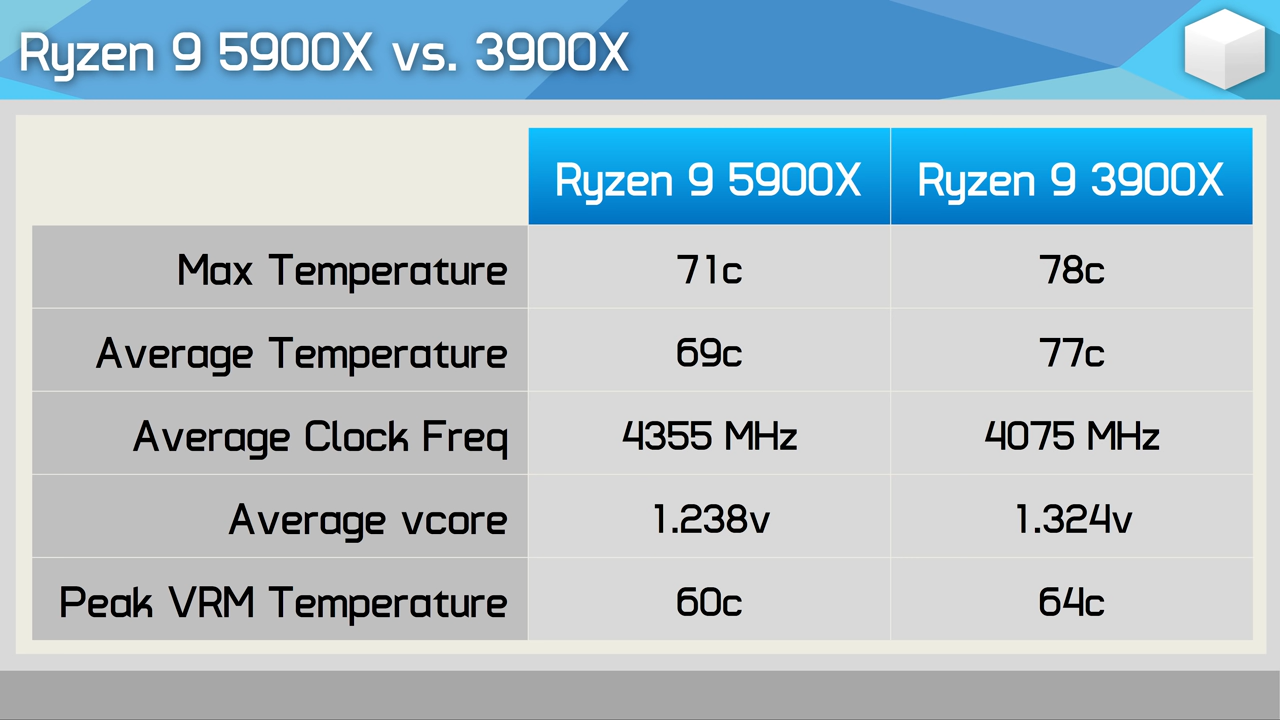 Ryzen 9 5900X vs. 3900X
Ryzen 9 5900X Ryzen 9 3900X
Max Temperature 71c 78c
Average Temperature 69c 77c
Average Clock Freq 4355 MHz 4075 MHz
Average vcore 1.238v 1.324v
Peak VRM Temperature 60c 64c